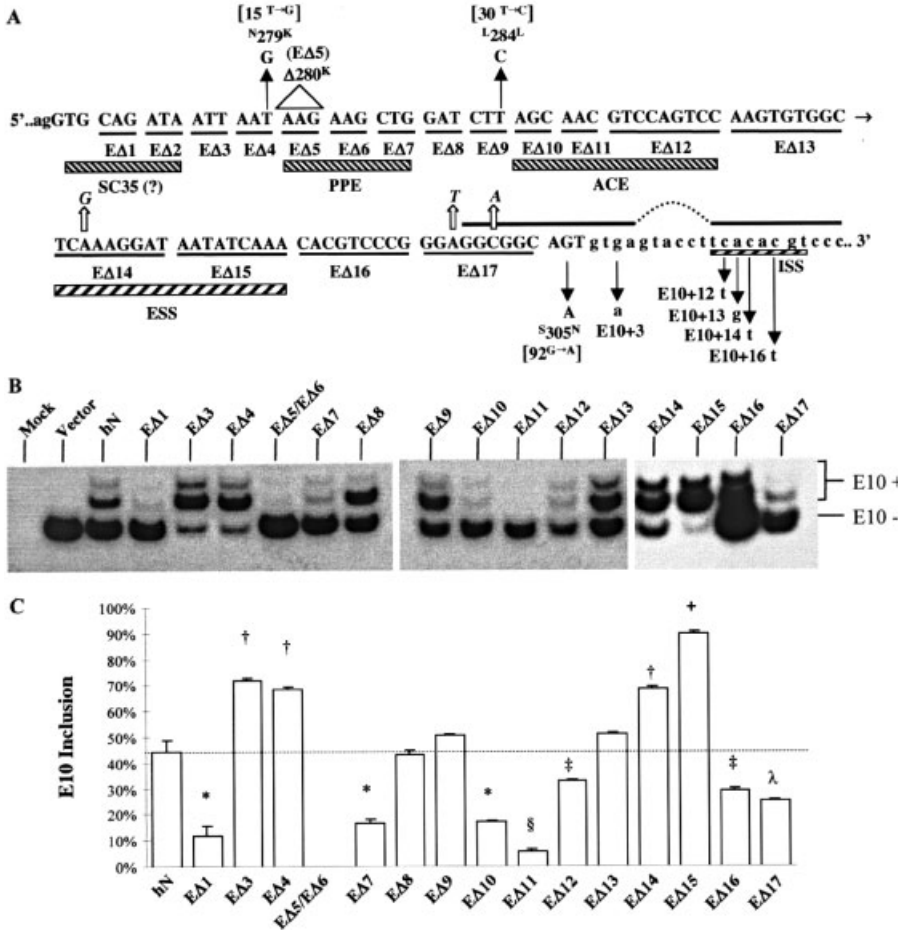 A
[15 T→G] [30 T→C]
N279K (EΔ5) L284L
G Δ280K C
5'..agGTG CAG ATA ATT AAT AAG AAG CTG GAT CTT AGC AAC GTCCAGTCC AAGTGTGGC →
EΔ1 EΔ2 EΔ3 EΔ4 EΔ5 EΔ6 EΔ7 EΔ8 EΔ9 EΔ10 EΔ11 EΔ12 EΔ13
SC35 (?) PPE ACE
G T A
TCAAAGGAT AATATCAAA CACGTCCCG GGAGGCGGC AGTgtgagtaccttcacacgtccc.. 3'
EΔ14 EΔ15 EΔ16 EΔ17 ISS
ESS
A a E10+12 t
S305N E10+3 E10+13 g
[92G→A] E10+14 t
E10+16 t
B
Mock Vector hN EΔ1 EΔ3 EΔ4 EΔ5/EΔ6 EΔ7 EΔ8 EΔ9 EΔ10 EΔ11 EΔ12 EΔ13 EΔ14 EΔ15 EΔ16 EΔ17
E10 +
E10 -
C
E10 Inclusion
100%
90%
80%
70%
60%
50%
40%
30%
20%
10%
0%
* † † * * § ‡ † + ‡ λ
hN EΔ1 EΔ3 EΔ4 EΔ5/EΔ6 EΔ7 EΔ8 EΔ9 EΔ10 EΔ11 EΔ12 EΔ13 EΔ14 EΔ15 EΔ16 EΔ17